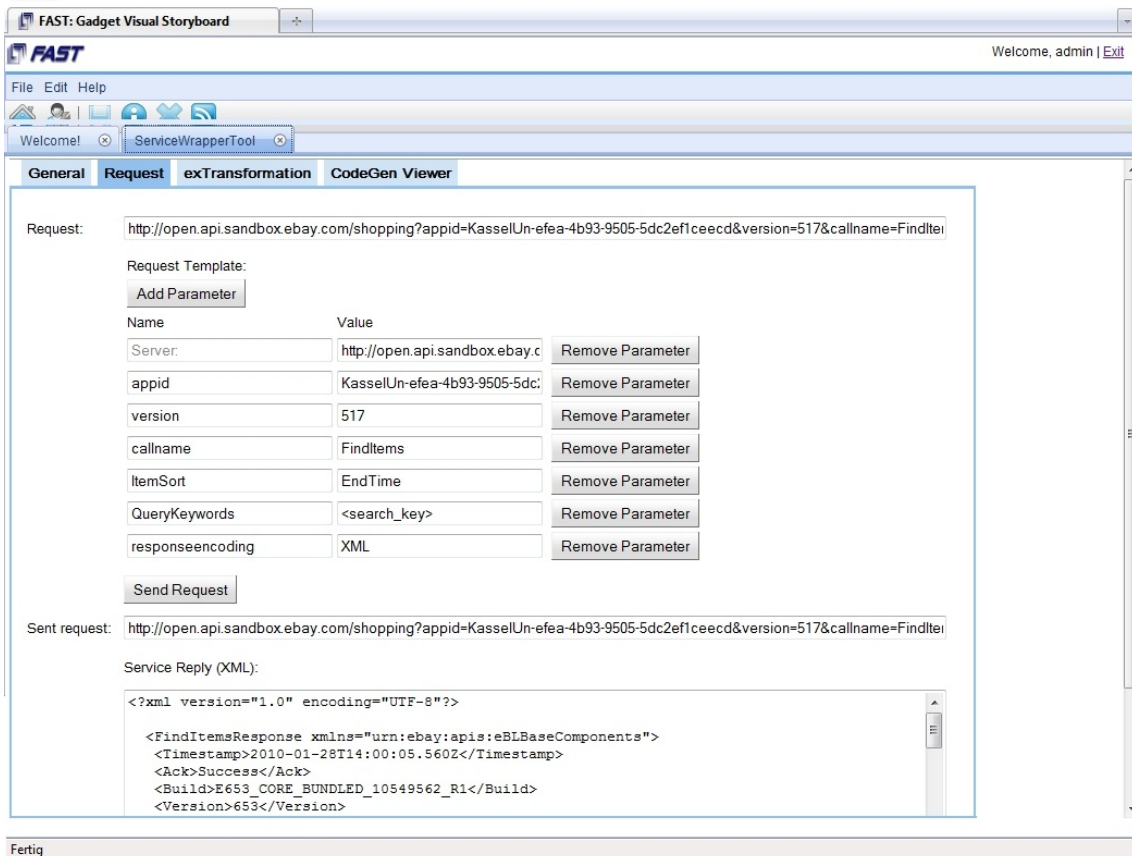 FAST: Gadget Visual Storyboard
FAST
Welcome, admin | Exit
File Edit Help
Welcome! ServiceWrapperTool
General Request exTransformation CodeGen Viewer
Request: http://open.api.sandbox.ebay.com/shopping?appid=KasselUn-efea-4b93-9505-5dc2ef1ceecd&version=517&callname=FindIte
Request Template:
Add Parameter
Name Value
Server: http://open.api.sandbox.ebay.c Remove Parameter
appid KasselUn-efea-4b93-9505-5dc2 Remove Parameter
version 517 Remove Parameter
callname FindItems Remove Parameter
ItemSort EndTime Remove Parameter
QueryKeywords <search_key> Remove Parameter
responseencoding XML Remove Parameter
Send Request
Sent request: http://open.api.sandbox.ebay.com/shopping?appid=KasselUn-efea-4b93-9505-5dc2ef1ceecd&version=517&callname=FindIte
Service Reply (XML):
<?xml version="1.0" encoding="UTF-8"?>
<FindItemsResponse xmlns="urn:ebay:apis:eBLBaseComponents">
<Timestamp>2010-01-28T14:00:05.560Z</Timestamp>
<Ack>Success</Ack>
<Build>E653_CORE_BUNDLED_10549562_R1</Build>
<Version>653</Version>
Fertig